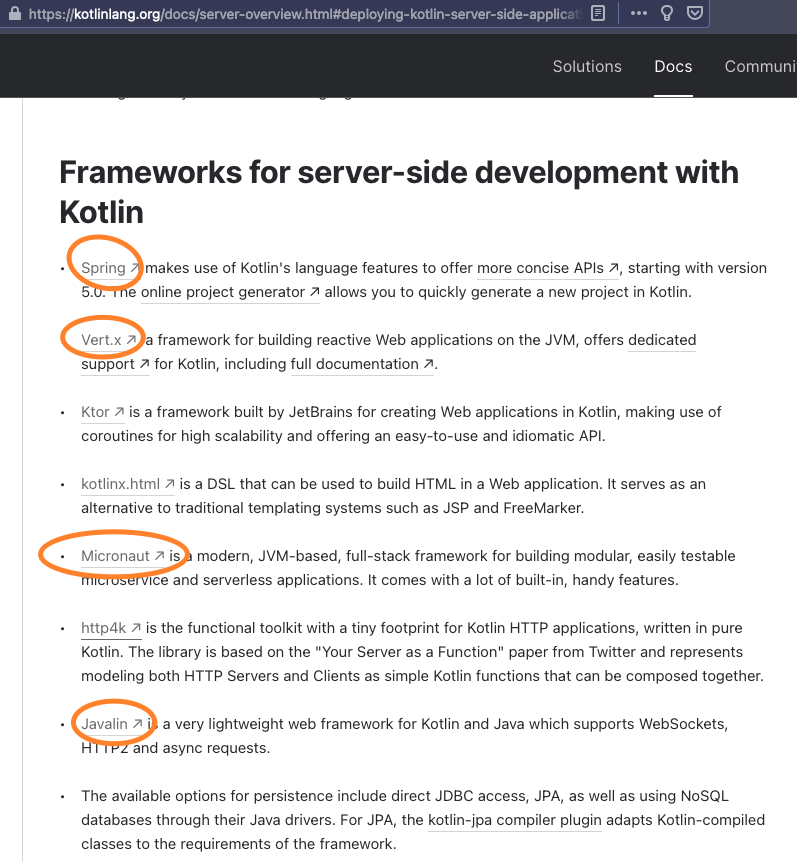 https://kotlinlang.org/docs/server-overview.html#deploying-kotlin-server-side-applicati
Solutions Docs Communi
Frameworks for server-side development with
Kotlin
• Spring ↗ makes use of Kotlin's language features to offer more concise APIs ↗, starting with version
5.0. The online project generator ↗ allows you to quickly generate a new project in Kotlin.
Vert.x ↗ a framework for building reactive Web applications on the JVM, offers dedicated
support ↗ for Kotlin, including full documentation ↗.
• Ktor ↗ is a framework built by JetBrains for creating Web applications in Kotlin, making use of
coroutines for high scalability and offering an easy-to-use and idiomatic API.
• kotlinx.html ↗ is a DSL that can be used to build HTML in a Web application. It serves as an
alternative to traditional templating systems such as JSP and FreeMarker.
• Micronaut ↗ is a modern, JVM-based, full-stack framework for building modular, easily testable
microservice and serverless applications. It comes with a lot of built-in, handy features.
• http4k ↗ is the functional toolkit with a tiny footprint for Kotlin HTTP applications, written in pure
Kotlin. The library is based on the "Your Server as a Function" paper from Twitter and represents
modeling both HTTP Servers and Clients as simple Kotlin functions that can be composed together.
• Javalin ↗ is a very lightweight web framework for Kotlin and Java which supports WebSockets,
HTTP2 and async requests.
• The available options for persistence include direct JDBC access, JPA, as well as using NoSQL
databases through their Java drivers. For JPA, the kotlin-jpa compiler plugin adapts Kotlin-compiled
classes to the requirements of the framework.